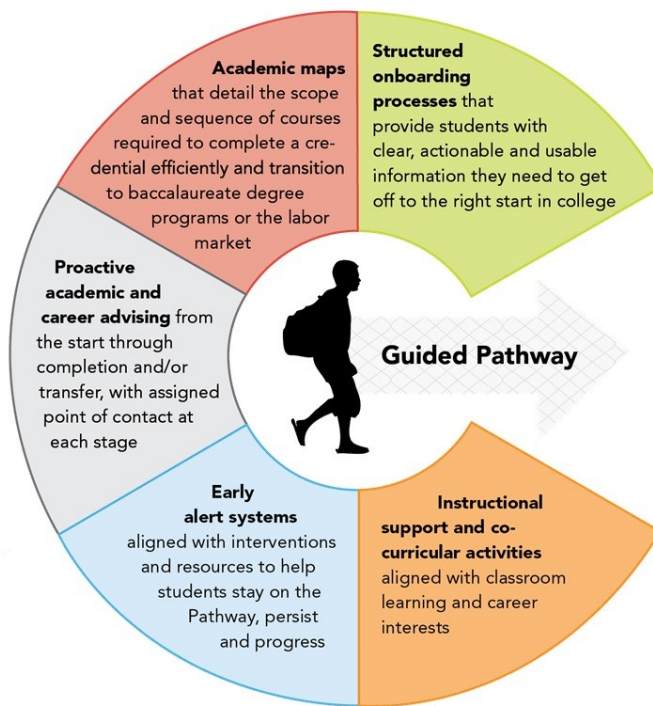 Academic maps
that detail the scope
and sequence of courses
required to complete a cre-
dential efficiently and transition
to baccalaureate degree
programs or the labor
market
Structured
onboarding
processes that
provide students with
clear, actionable and usable
information they need to get
off to the right start in college
Proactive
academic and
career advising from
the start through
completion and/or
transfer, with assigned
point of contact at
each stage
Guided Pathway
Early
alert systems
aligned with interventions
and resources to help
students stay on the
Pathway, persist
and progress
Instructional
support and co-
curricular activities
aligned with classroom
learning and career
interests